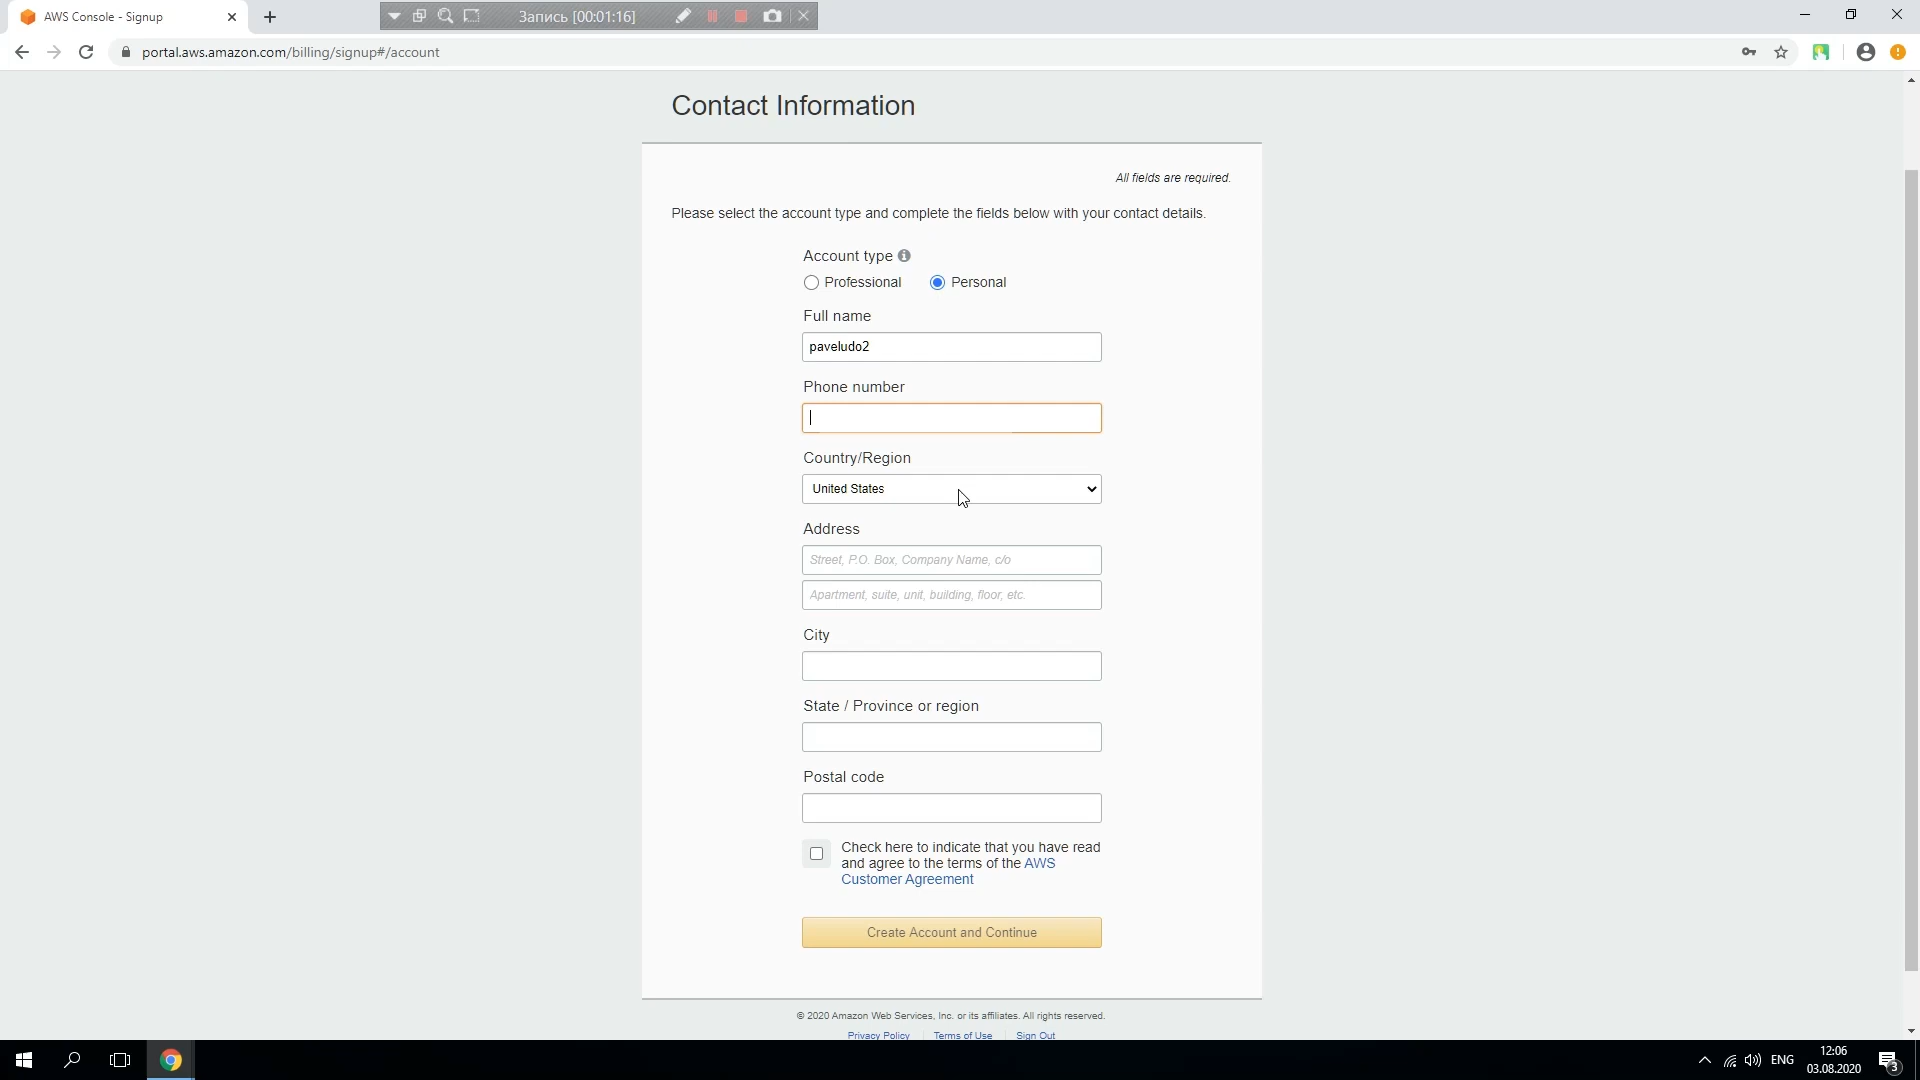 AWS Console - Signup
Запись [00:01:16]
portal.aws.amazon.com/billing/signup#/account
Contact Information
All fields are required.
Please select the account type and complete the fields below with your contact details.
Account type
Professional Personal
Full name
paveludo2
Phone number
Country/Region
United States
Address
Street, P.O. Box, Company Name, c/o
Apartment, suite, unit, building, floor, etc.
City
State / Province or region
Postal code
Check here to indicate that you have read
and agree to the terms of the AWS
Customer Agreement
Create Account and Continue
© 2020 Amazon Web Services, Inc. or its affiliates. All rights reserved.
Privacy Policy Terms of Use Sign Out
ENG
12:06
03.08.2020
3